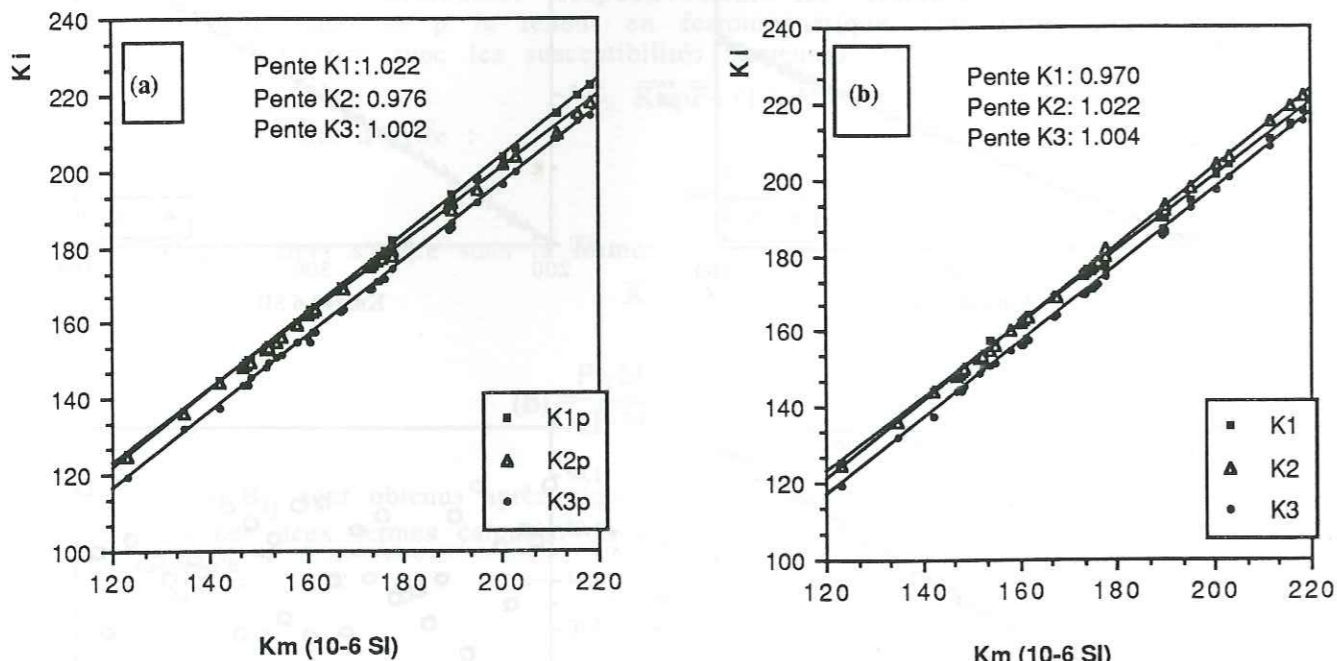 240
220
200
180
160
140
120
100
Ki
(a)
Pente K1:1.022
Pente K2: 0.976
Pente K3: 1.002
K1p
K2p
K3p
120 140 160 180 200 220
Km (10-6 SI)
240
220
200
180
160
140
120
100
Ki
(b)
Pente K1: 0.970
Pente K2: 1.022
Pente K3: 1.004
K1
K2
K3
120 140 160 180 200 220
Km (10-6 SI)